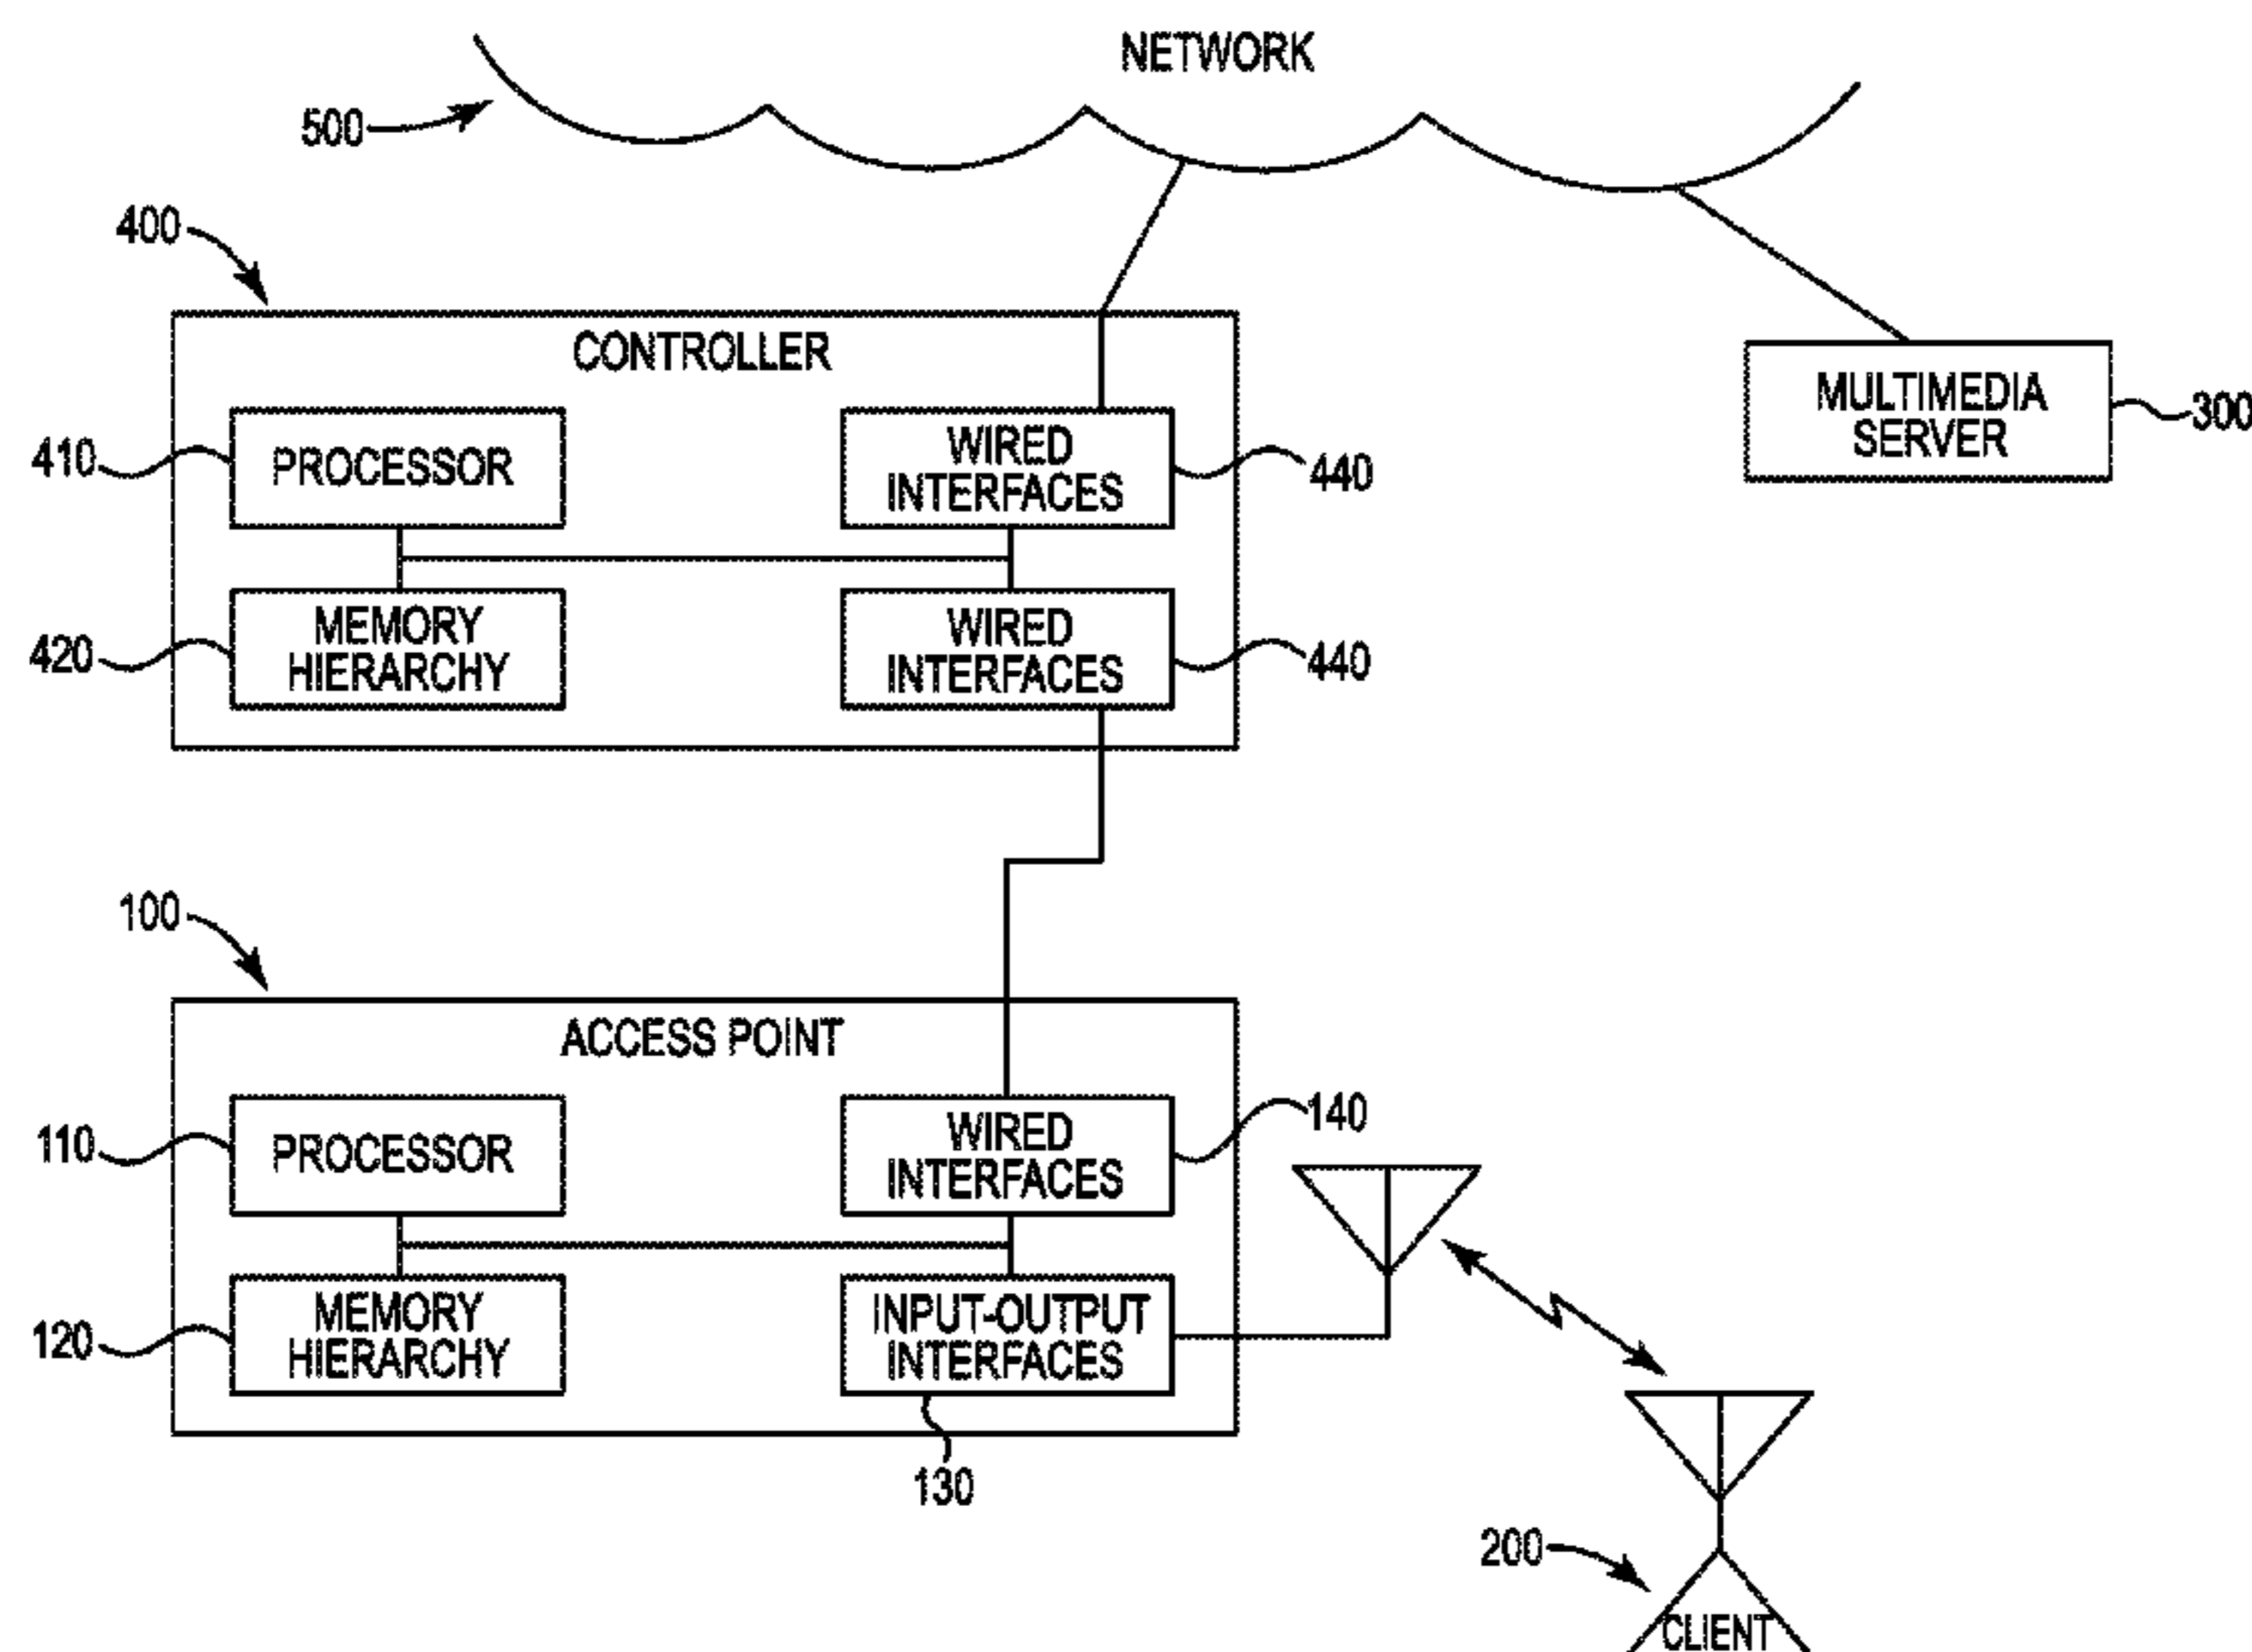 NETWORK
500
400
CONTROLLER
MULTIMEDIA
SERVER
300
410
PROCESSOR
WIRED
INTERFACES
440
420
MEMORY
HIERARCHY
WIRED
INTERFACES
440
100
ACCESS POINT
110
PROCESSOR
WIRED
INTERFACES
140
120
MEMORY
HIERARCHY
INPUT-OUTPUT
INTERFACES
130
200
CLIENT